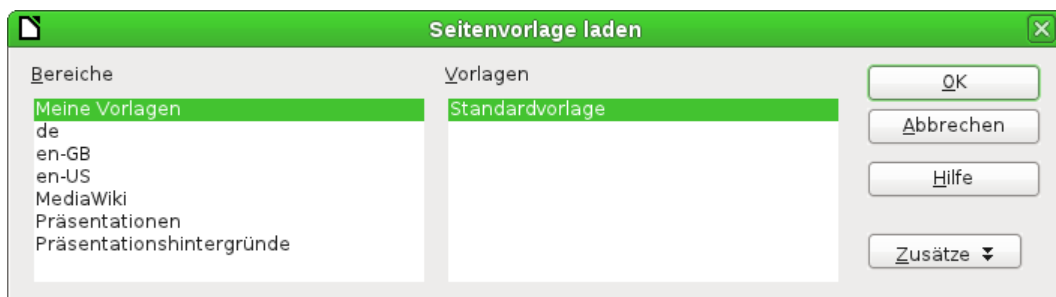 Seitenvorlage laden
Bereiche
Meine Vorlagen
de
en-GB
en-US
MediaWiki
Präsentationen
Präsentationshintergründe
Vorlagen
Standardvorlage
OK
Abbrechen
Hilfe
Zusätze